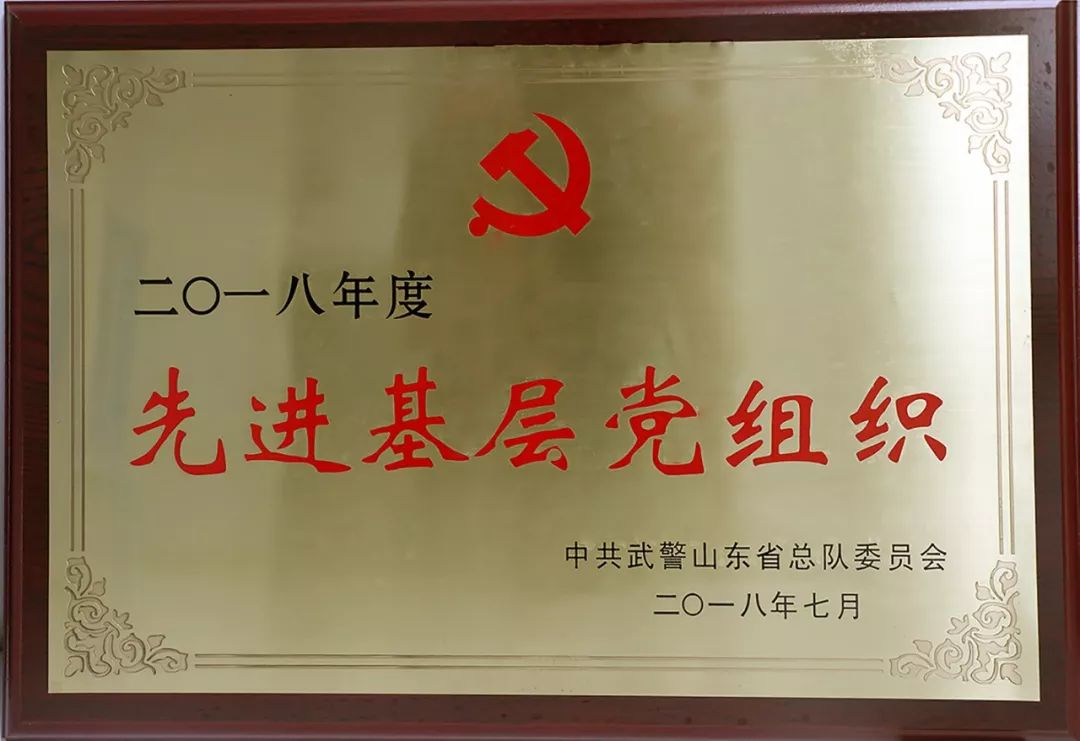 二〇一八年度
先进基层党组织
中共武警山东省总队委员会
二〇一八年七月